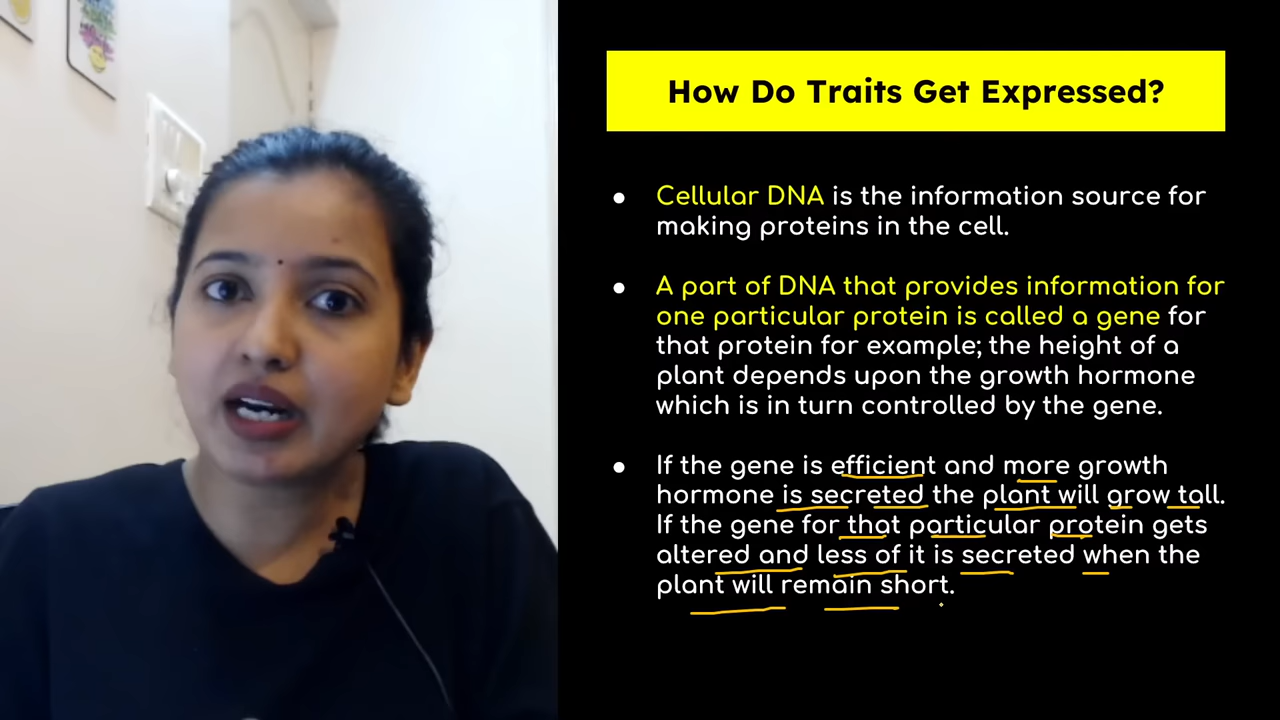 How Do Traits Get Expressed?
● Cellular DNA is the information source for
making proteins in the cell.
● A part of DNA that provides information for
one particular protein is called a gene for
that protein for example; the height of a
plant depends upon the growth hormone
which is in turn controlled by the gene.
● If the gene is efficient and more growth
hormone is secreted the plant will grow tall.
If the gene for that particular protein gets
altered and less of it is secreted when the
plant will remain short.